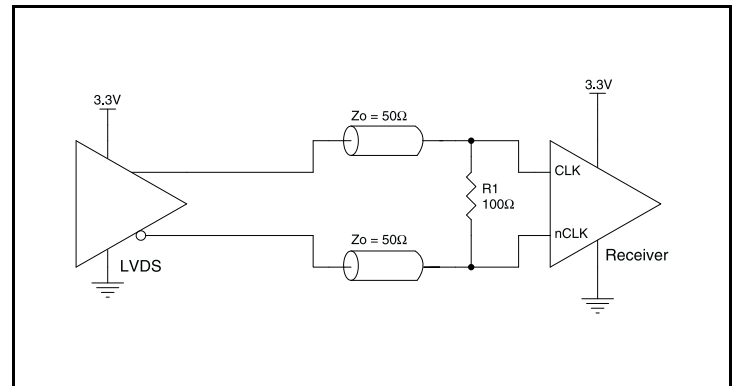 3.3V
3.3V
Zo = 50Ω
CLK
R1
100Ω
nCLK
Zo = 50Ω
Receiver
LVDS